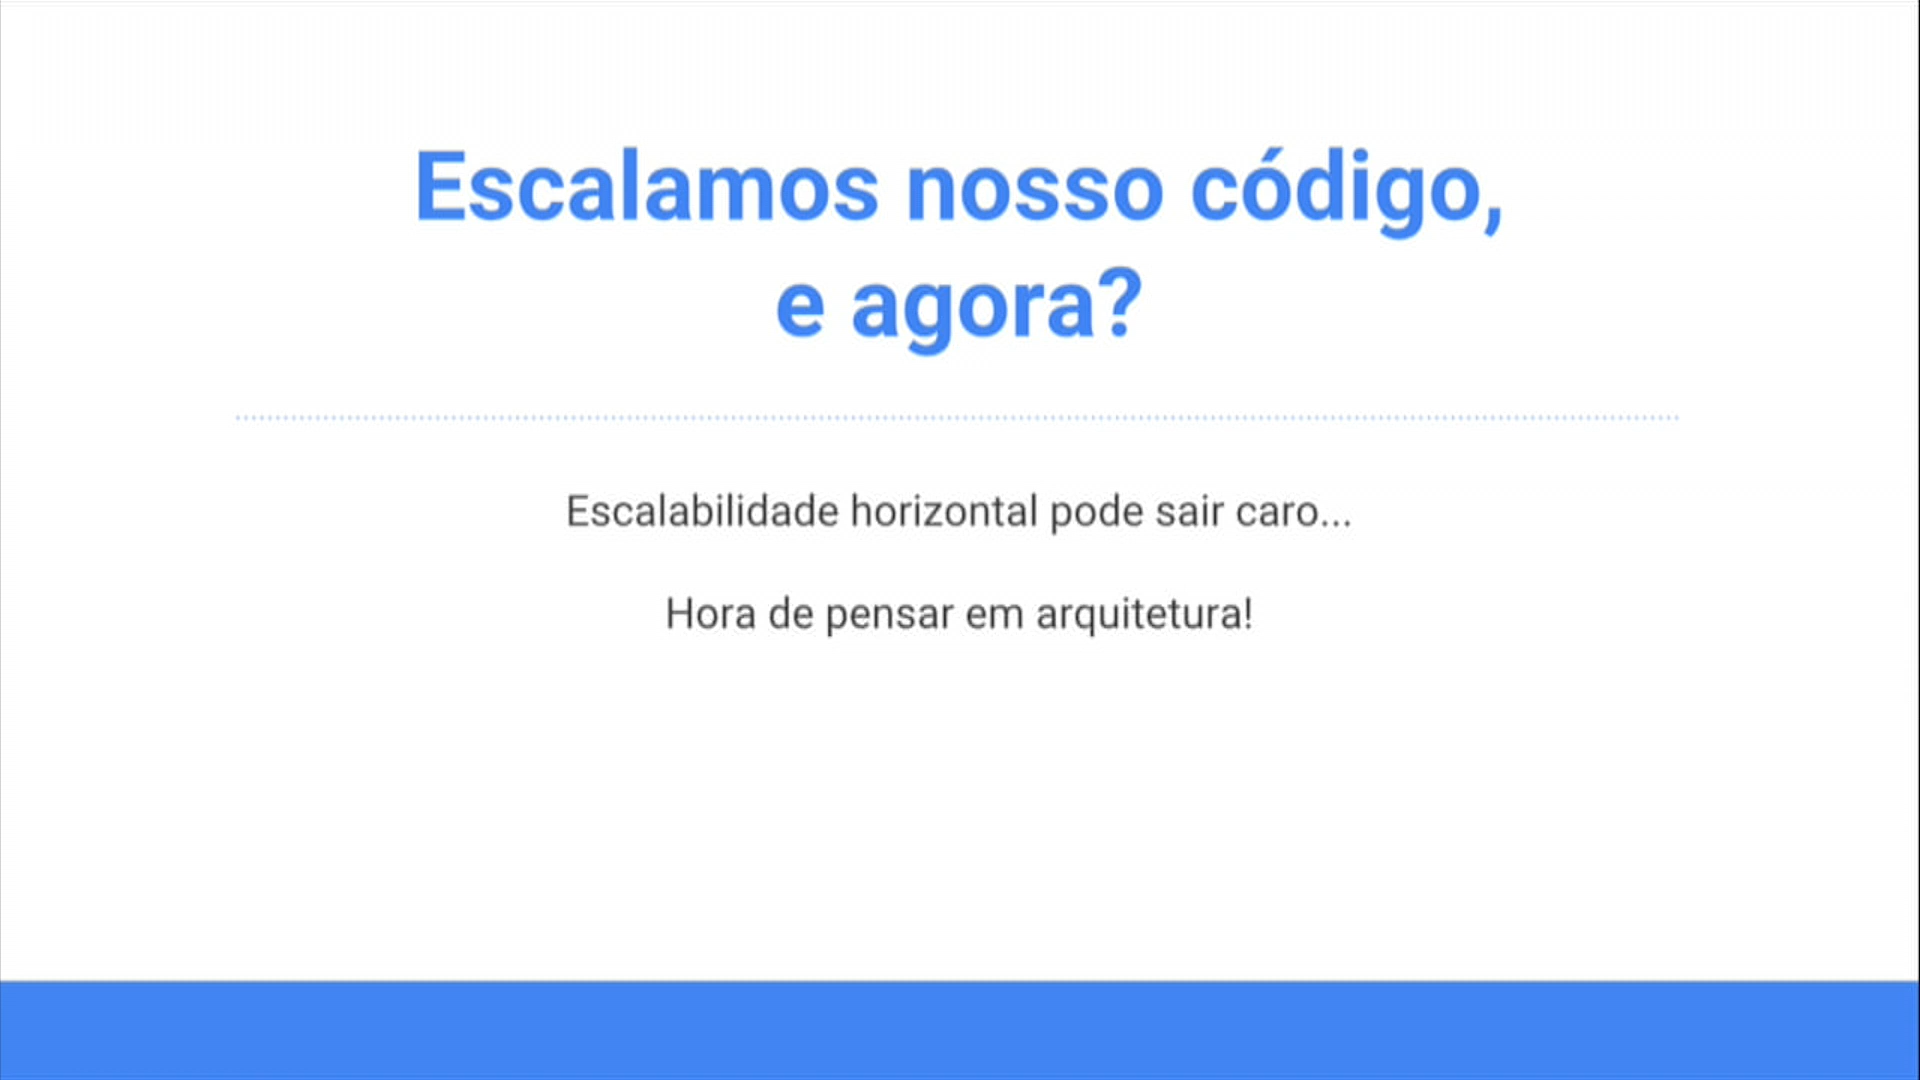 Escalamos nosso código,
e agora?
Escalabilidade horizontal pode sair caro...
Hora de pensar em arquitetura!